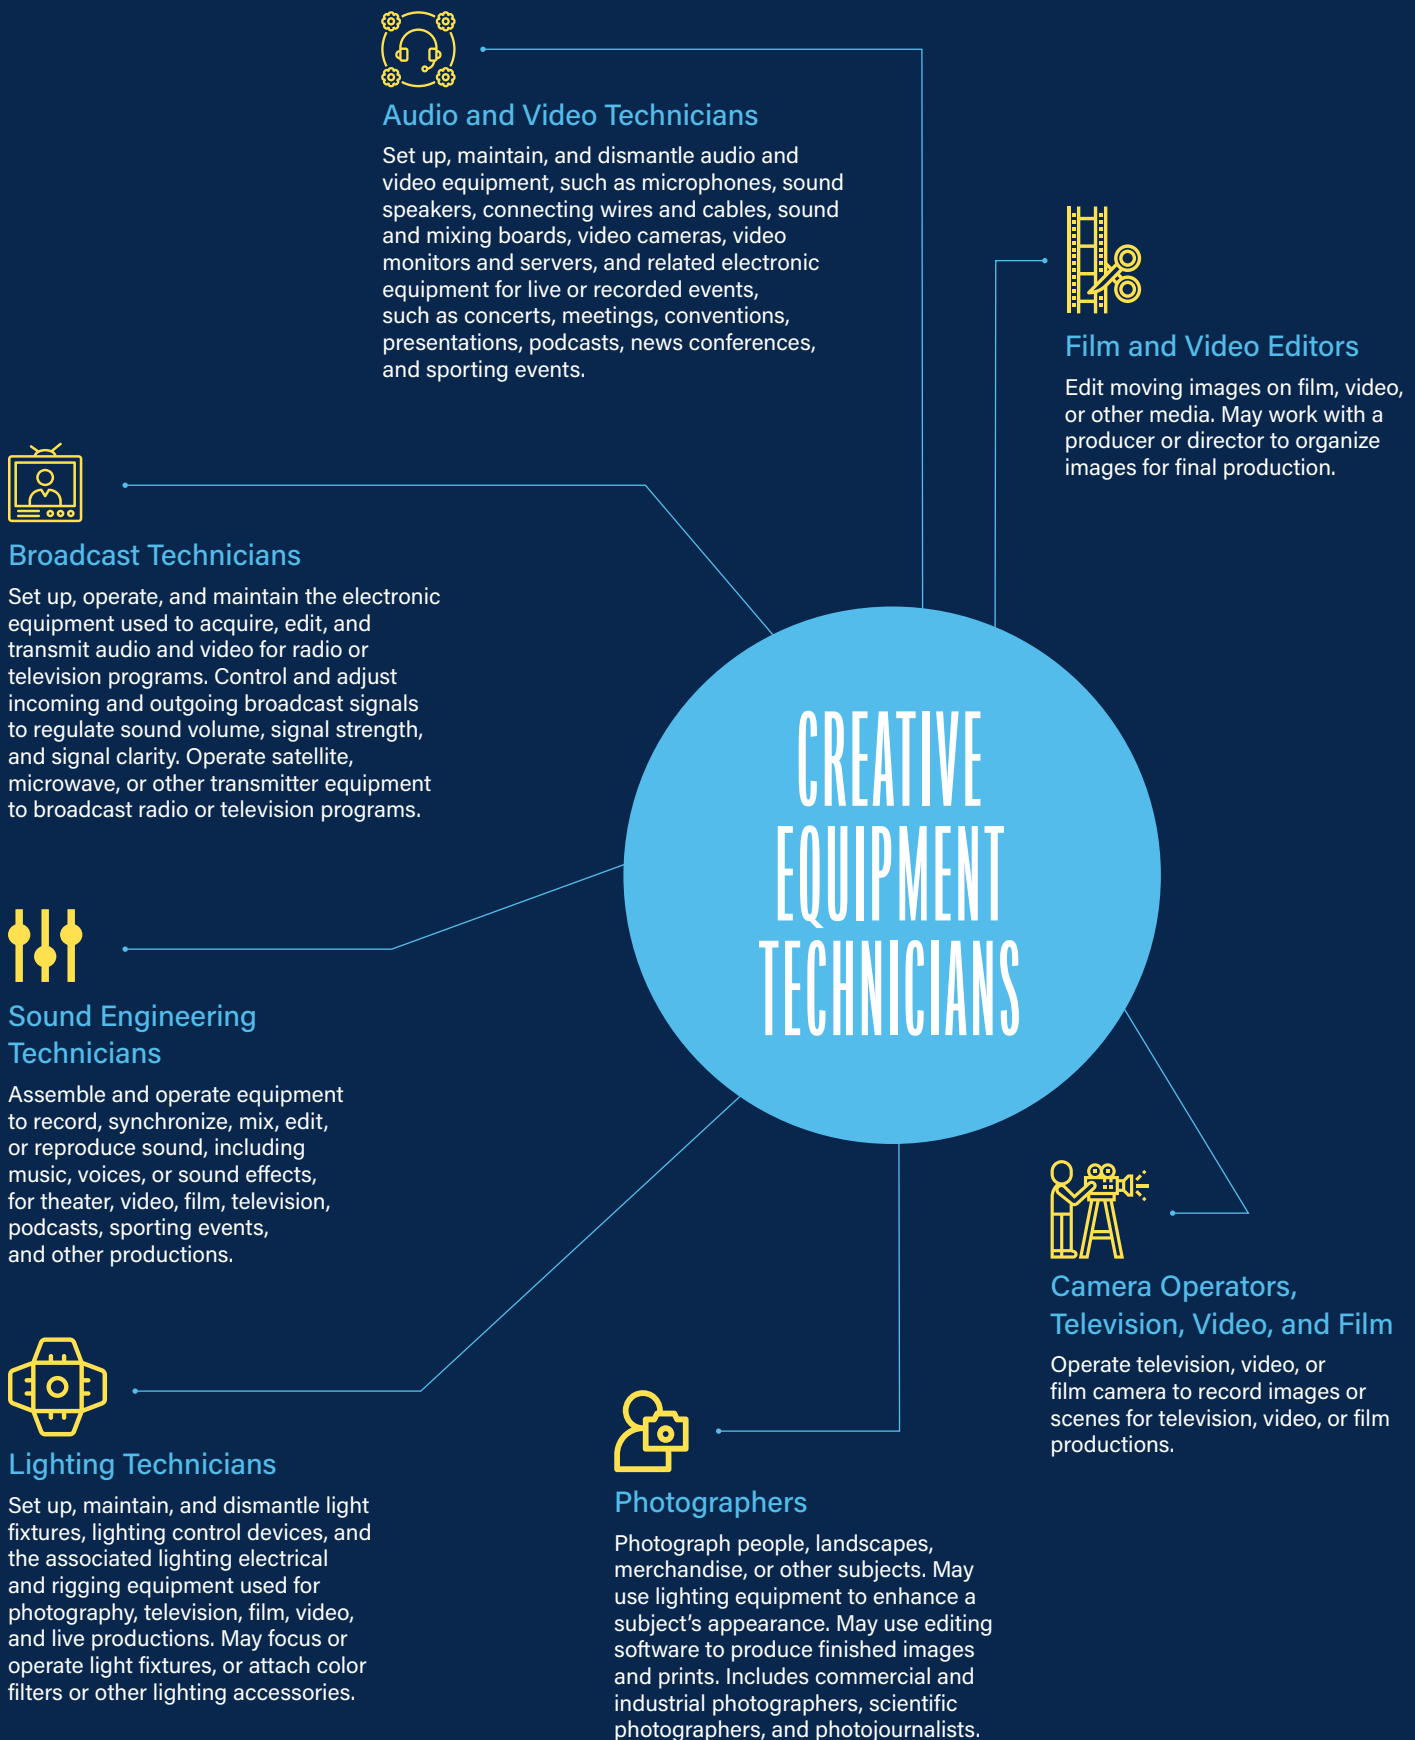 Audio and Video Technicians
Set up, maintain, and dismantle audio and
video equipment, such as microphones, sound
speakers, connecting wires and cables, sound
and mixing boards, video cameras, video
monitors and servers, and related electronic
equipment for live or recorded events,
such as concerts, meetings, conventions,
presentations, podcasts, news conferences,
and sporting events.
Film and Video Editors
Edit moving images on film, video,
or other media. May work with a
producer or director to organize
images for final production.
Broadcast Technicians
Set up, operate, and maintain the electronic
equipment used to acquire, edit, and
transmit audio and video for radio or
television programs. Control and adjust
incoming and outgoing broadcast signals
to regulate sound volume, signal strength,
and signal clarity. Operate satellite,
microwave, or other transmitter equipment
to broadcast radio or television programs.
CREATIVE
EQUIPMENT
TECHNICIANS
Sound Engineering
Technicians
Assemble and operate equipment
to record, synchronize, mix, edit,
or reproduce sound, including
music, voices, or sound effects,
for theater, video, film, television,
podcasts, sporting events,
and other productions.
Camera Operators,
Television, Video, and Film
Operate television, video, or
film camera to record images or
scenes for television, video, or film
productions.
Lighting Technicians
Set up, maintain, and dismantle light
fixtures, lighting control devices, and
the associated lighting electrical
and rigging equipment used for
photography, television, film, video,
and live productions. May focus or
operate light fixtures, or attach color
filters or other lighting accessories.
Photographers
Photograph people, landscapes,
merchandise, or other subjects. May
use lighting equipment to enhance a
subject's appearance. May use editing
software to produce finished images
and prints. Includes commercial and
industrial photographers, scientific
photographers, and photojournalists.